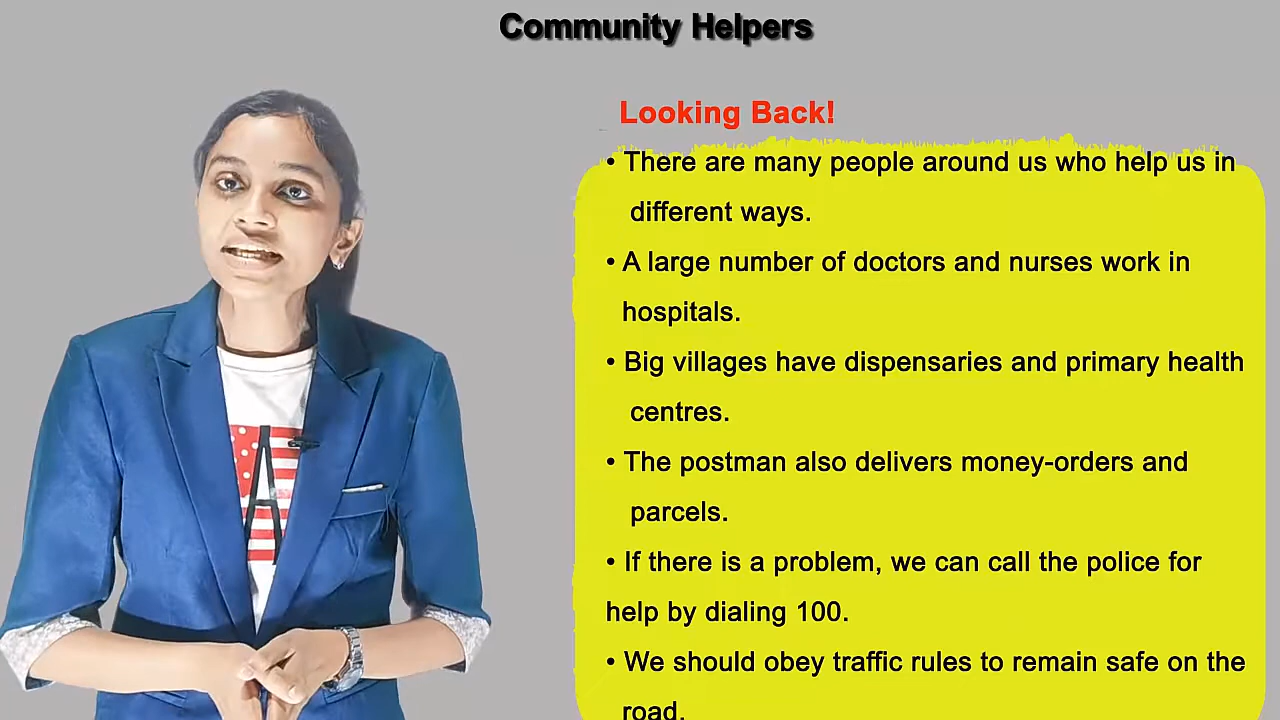 Community Helpers
Looking Back!
• There are many people around us who help us in
different ways.
• A large number of doctors and nurses work in
hospitals.
• Big villages have dispensaries and primary health
centres.
• The postman also delivers money-orders and
parcels.
• If there is a problem, we can call the police for
help by dialing 100.
• We should obey traffic rules to remain safe on the
road.
A